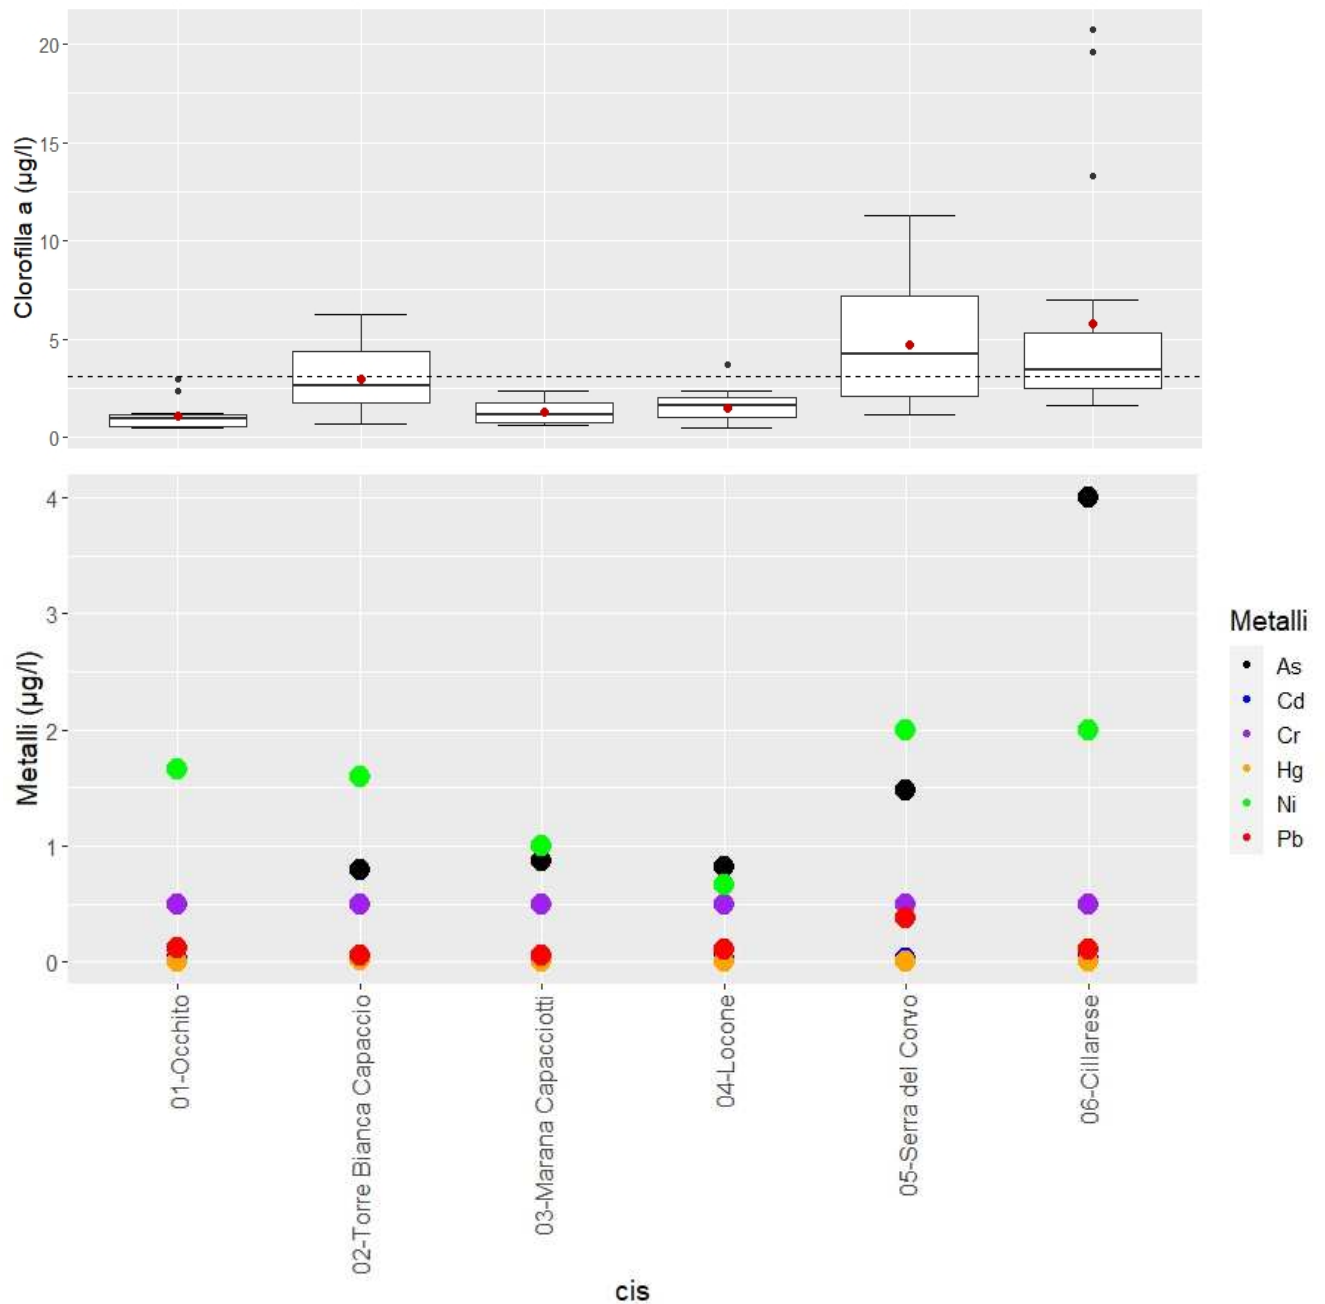 Clorofilla a (µg/l)
20
15
10
5
0
Metalli (µg/l)
4
3
2
1
0
01-Occhito
02-Torre Bianca Capaccio
03-Marana Capacciotti
04-Locone
05-Serra del Corvo
06-Cillarese
cis
Metalli
As
Cd
Cr
Hg
Ni
Pb